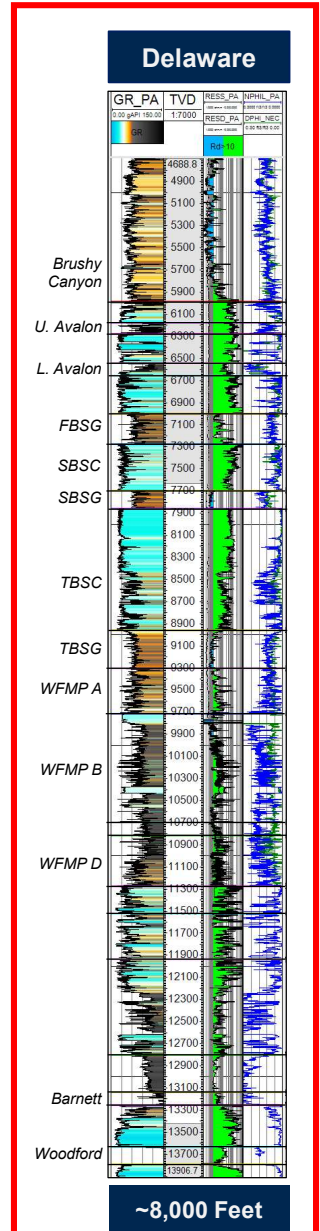 Delaware
GR_PA
TVD
RESS_PA
NPHIL_PA
0.00 gAPI 150.00
1:7000
RESD_PA
DPHI_NEC
GR
Rd>10
4688.8
4900
5100
5300
5500
Brushy
Canyon
5700
5900
6100
U. Avalon
6300
6500
L. Avalon
6700
6900
FBSG
7100
7300
SBSC
7500
7700
SBSG
7900
8100
8300
8500
TBSC
8700
8900
TBSG
9100
9300
WFMP A
9500
9700
9900
10100
WFMP B
13300
10500
10700
10900
WFMP D
11100
11300
11500
11700
11900
12100
12300
12500
12700
12900
13100
Barnett
13300
13500
Woodford
13700
13906.7
~8,000 Feet